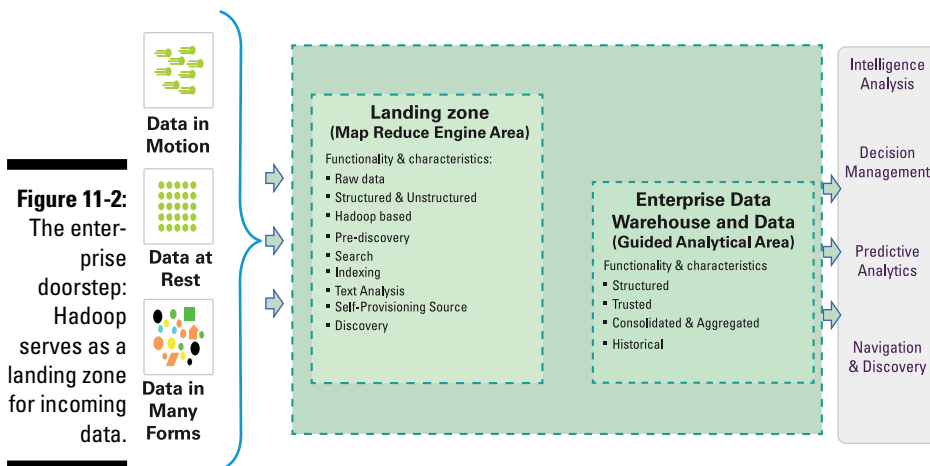 Figure 11-2:
The enter-
prise
doorstep:
Hadoop
serves as a
landing zone
for incoming
data.
Data in
Motion
Data at
Rest
Data in
Many
Forms
Landing zone
(Map Reduce Engine Area)
Functionality & characteristics:
▪ Raw data
▪ Structured & Unstructured
▪ Hadoop based
▪ Pre-discovery
▪ Search
▪ Indexing
▪ Text Analysis
▪ Self-Provisioning Source
▪ Discovery
Enterprise Data
Warehouse and Data
(Guided Analytical Area)
Functionality & characteristics
▪ Structured
▪ Trusted
▪ Consolidated & Aggregated
▪ Historical
Intelligence
Analysis
Decision
Management
Predictive
Analytics
Navigation
& Discovery